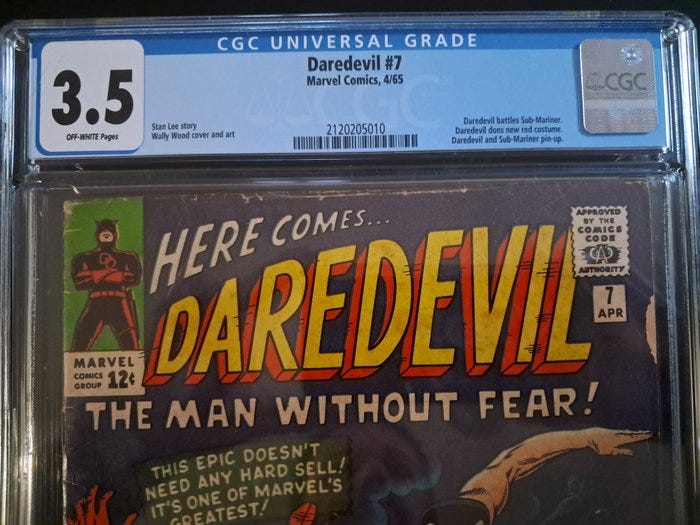 CGC UNIVERSAL GRADE
3.5
OFF-WHITE Pages
Daredevil #7
Marvel Comics, 4/65
Stan Lee story
Wally Wood cover and art
2120205010
Daredevil battles Sub-Mariner.
Daredevil dons new red costume.
Daredevil and Sub-Mariner pin-up.
CGC
HERE COMES...
DAREDEVIL
APPROVED
BY THE
COMICS
CODE
CA
AUTHORITY
7
APR
DD
MARVEL
COMICS
GROUP
12¢
THE MAN WITHOUT FEAR!
THIS EPIC DOESN'T
NEED ANY HARD SELL!
IT'S ONE OF MARVEL'S
GREATEST!